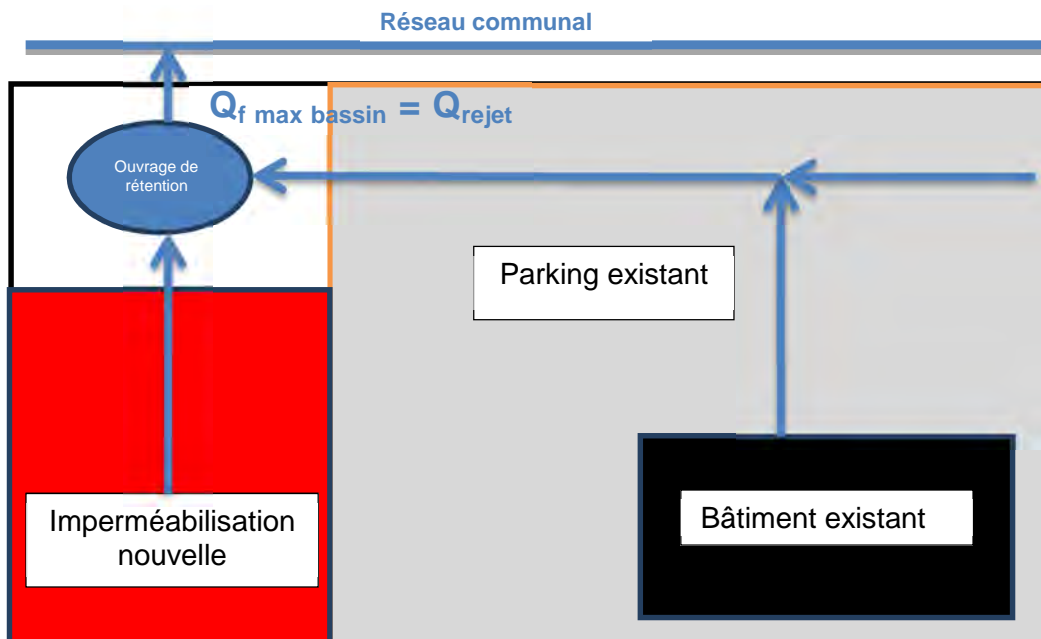 Réseau communal
Qf max bassin = Qrejet
Ouvrage de
rétention
Parking existant
Imperméabilisation
nouvelle
Bâtiment existant